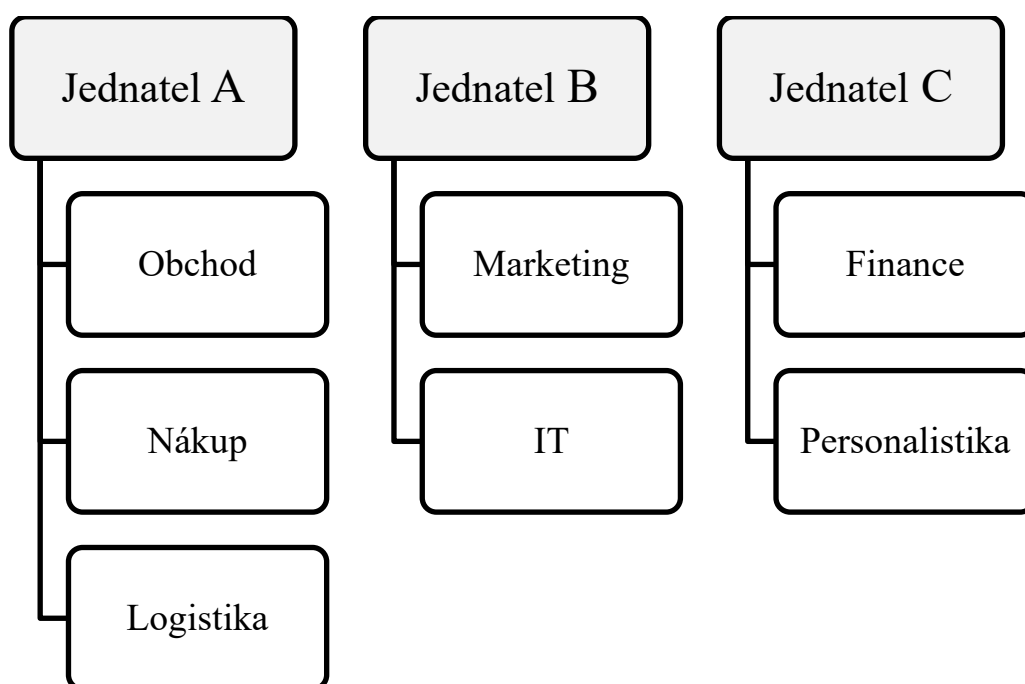 Jednatel A
Obchod
Nákup
Logistika
Jednatel B
Marketing
IT
Jednatel C
Finance
Personalistika